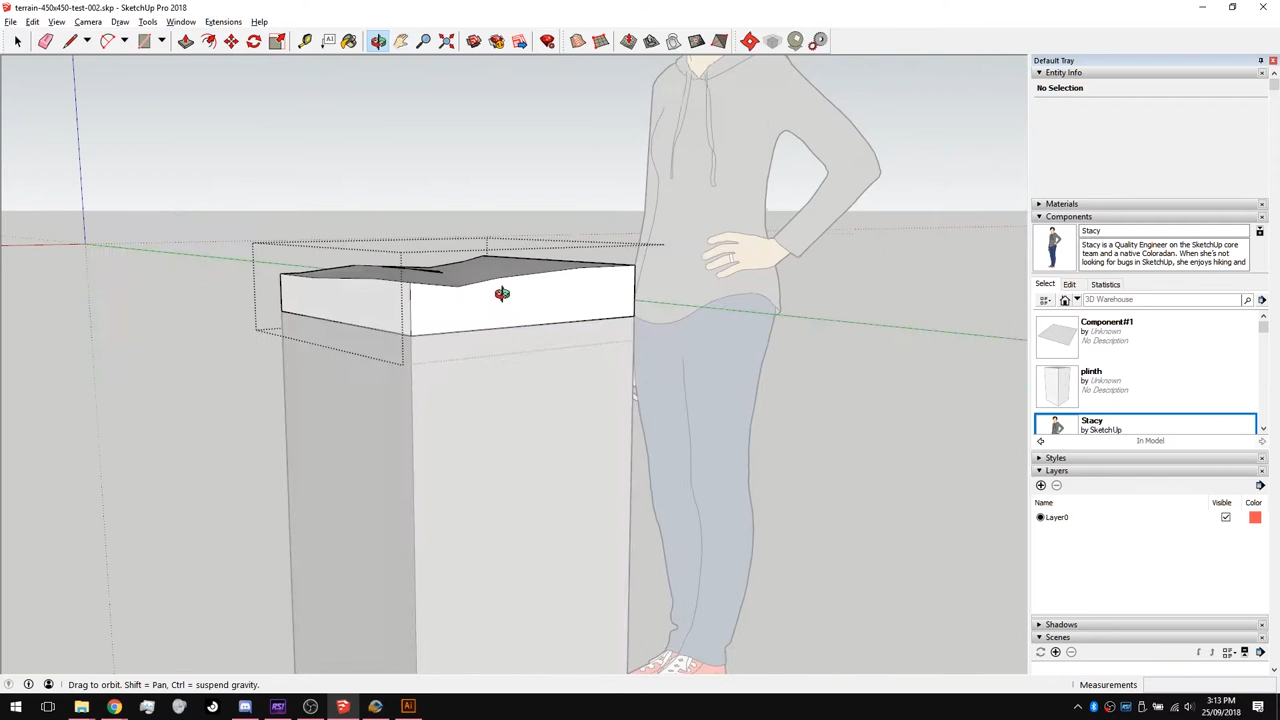 terrain-450x450-test-002.skp - SketchUp Pro 2018
File Edit View Camera Draw Tools Window Extensions Help
Default Tray
Entity Info
No Selection
Materials
Components
Stacy
Stacy is a Quality Engineer on the SketchUp
core team and a native Coloradan. When she's not
looking for bugs in SketchUp, she enjoys hiking and
Select Edit Statistics
3D Warehouse
Component#1
by Unknown
No Description
plinth
by Unknown
No Description
Stacy
by SketchUp
In Model
Styles
Layers
Name Visible Color
Layer0
Shadows
Scenes
Drag to orbit. Shift = Pan, Ctrl = suspend gravity.
Measurements
RS!
Ai
3:13 PM
25/09/2018